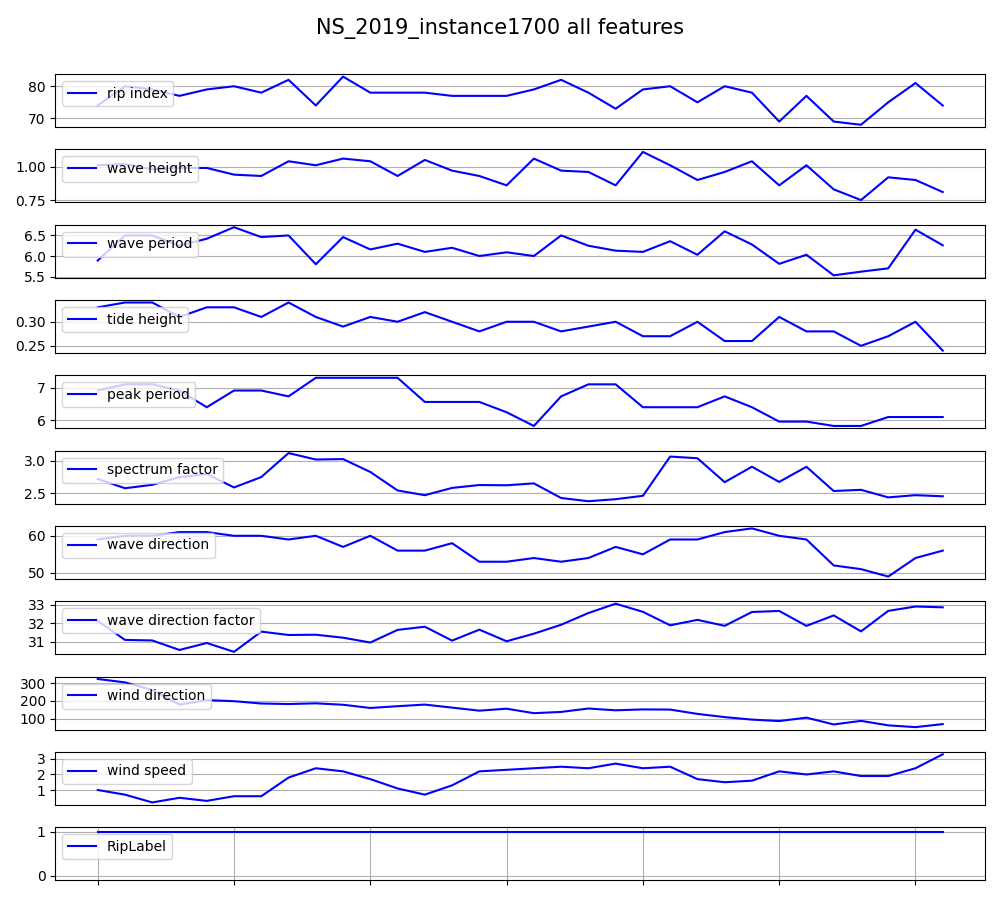 NS_2019_instance1700 all features
80
70
rip index
1.00
0.75
wave height
6.5
6.0
5.5
wave period
0.30
0.25
tide height
7
6
peak period
3.0
2.5
spectrum factor
60
50
wave direction
33
32
31
wave direction factor
300
200
100
wind direction
3
2
1
wind speed
1
0
RipLabel